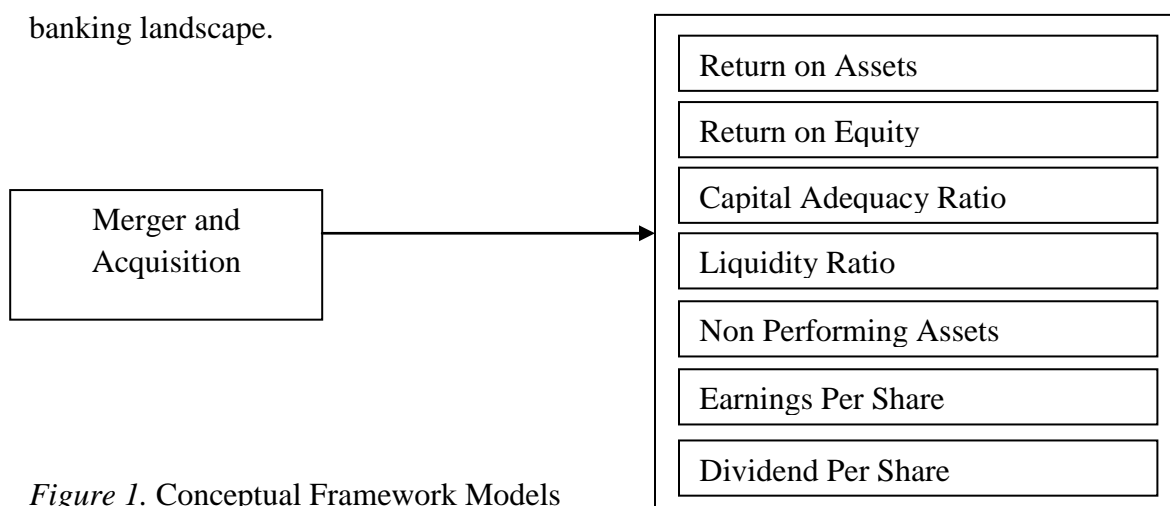 banking landscape.
Merger and
Acquisition
Return on Assets
Return on Equity
Capital Adequacy Ratio
Liquidity Ratio
Non Performing Assets
Earnings Per Share
Dividend Per Share
Figure 1. Conceptual Framework Models